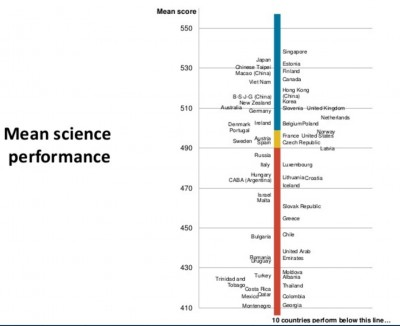 Mean science
performance
Mean score
550
530
510
490
470
450
430
410
Singapore
Japan
Estonia
Chinese Taipei
Finland
Macao (China)
Canada
Viet Nam
Hong Kong
(China)
B-S-J-G (China)
Korea
New Zealand
Australia
Slovenia United Kingdom
Germany
Netherlands
Ireland
Belgium Poland
Denmark
Portugal
Norway
France United States
Austria
Sweden Spain
Czech Republic
Latvia
Russia
Italy
Luxembourg
Hungary
Lithuania Croatia
CABA (Argentina)
Iceland
Israel
Malta
Slovak Republic
Greece
Bulgaria
Chile
United Arab
Emirates
Romania
Uruguay
Moldova
Albania
Turkey
Trinidad and
Tobago
Thailand
Costa Rica
Qatar
Mexico
Colombia
Montenegro
Georgia
10 countries perform below this line…